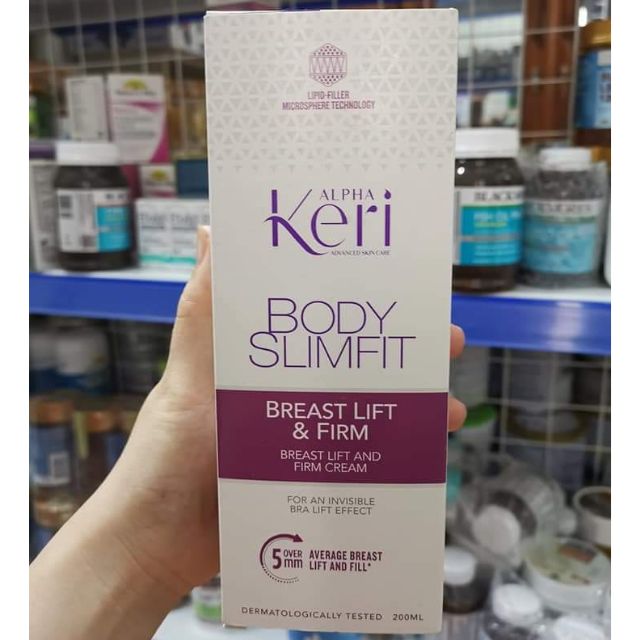 LIPID-FILLER
MICROSPHERE TECHNOLOGY
ALPHA
Keri
ADVANCED SKIN CARE
BODY
SLIMFIT
BREAST LIFT
& FIRM
BREAST LIFT AND
FIRM CREAM
FOR AN INVISIBLE
BRA LIFT EFFECT
5 OVER
mm
AVERAGE BREAST
LIFT AND FILL*
DERMATOLOGICALLY TESTED 200ML